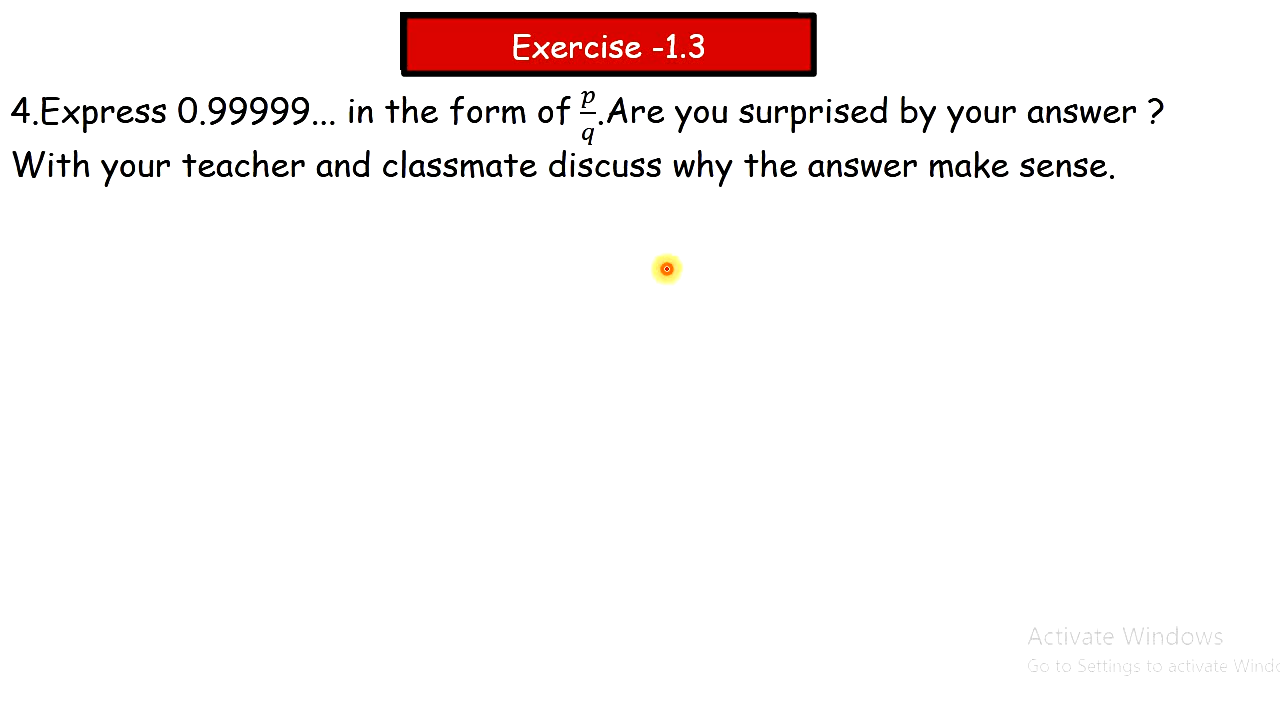 Exercise -1.3
4.Express 0.99999... in the form of p/q.Are you surprised by your answer ?
With your teacher and classmate discuss why the answer make sense.
Activate Windows
Go to Settings to activate Windo